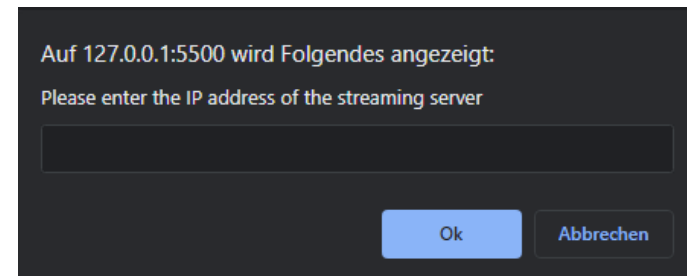 Auf 127.0.0.1:5500 wird Folgendes angezeigt:
Please enter the IP address of the streaming server
Ok
Abbrechen